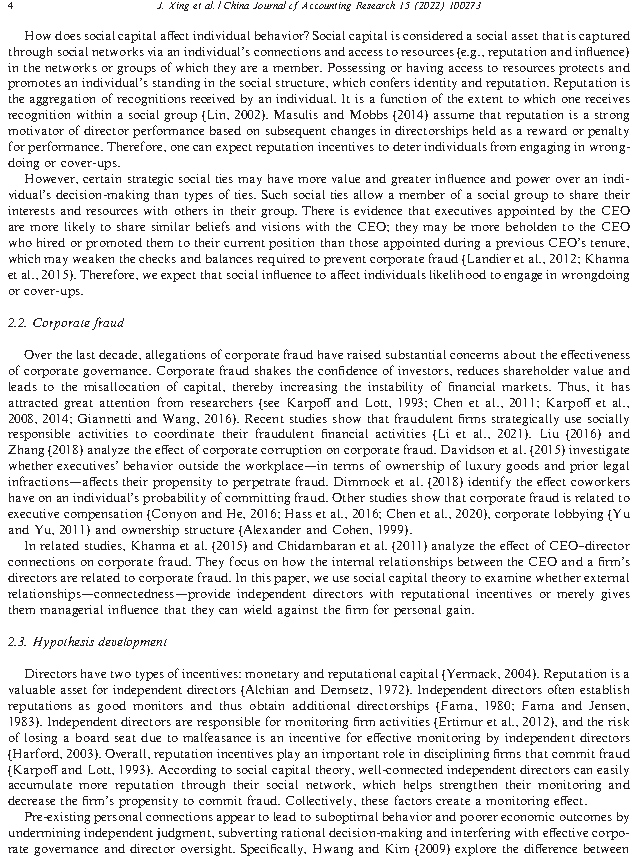 4
J. Xing et al. / China Journal of Accounting Research 15 (2022) 100273
How does social capital affect individual behavior? Social capital is considered a social asset that is captured
through social networks via an individual's connections and access to resources (e.g., reputation and influence)
in the networks or groups of which they are a member. Possessing or having access to resources protects and
promotes an individual's standing in the social structure, which confers identity and reputation. Reputation is
the aggregation of recognitions received by an individual. It is a function of the extent to which one receives
recognition within a social group (Lin, 2002). Masulis and Mobbs (2014) assume that reputation is a strong
motivator of director performance based on subsequent changes in directorships held as a reward or penalty
for performance. Therefore, one can expect reputation incentives to deter individuals from engaging in wrong-
doing or cover-ups.
However, certain strategic social ties may have more value and greater influence and power over an indi-
vidual's decision-making than types of ties. Such social ties allow a member of a social group to share their
interests and resources with others in their group. There is evidence that executives appointed by the CEO
are more likely to share similar beliefs and visions with the CEO; they may be more beholden to the CEO
who hired or promoted them to their current position than those appointed during a previous CEO's tenure,
which may weaken the checks and balances required to prevent corporate fraud (Landier et al., 2012; Khanna
et al., 2015). Therefore, we expect that social influence to affect individuals likelihood to engage in wrongdoing
or cover-ups.
2.2. Corporate fraud
Over the last decade, allegations of corporate fraud have raised substantial concerns about the effectiveness
of corporate governance. Corporate fraud shakes the confidence of investors, reduces shareholder value and
leads to the misallocation of capital, thereby increasing the instability of financial markets. Thus, it has
attracted great attention from researchers (see Karpoff and Lott, 1993; Chen et al., 2011; Karpoff et al.,
2008, 2014; Giannetti and Wang, 2016). Recent studies show that fraudulent firms strategically use socially
responsible activities to coordinate their fraudulent financial activities (Li et al., 2021). Liu (2016) and
Zhang (2018) analyze the effect of corporate corruption on corporate fraud. Davidson et al. (2015) investigate
whether executives' behavior outside the workplace—in terms of ownership of luxury goods and prior legal
infractions—affects their propensity to perpetrate fraud. Dimmock et al. (2018) identify the effect coworkers
have on an individual's probability of committing fraud. Other studies show that corporate fraud is related to
executive compensation (Conyon and He, 2016; Hass et al., 2016; Chen et al., 2020), corporate lobbying (Yu
and Yu, 2011) and ownership structure (Alexander and Cohen, 1999).
In related studies, Khanna et al. (2015) and Chidambaran et al. (2011) analyze the effect of CEO–director
connections on corporate fraud. They focus on how the internal relationships between the CEO and a firm's
directors are related to corporate fraud. In this paper, we use social capital theory to examine whether external
relationships—connectedness—provide independent directors with reputational incentives or merely gives
them managerial influence that they can wield against the firm for personal gain.
2.3. Hypothesis development
Directors have two types of incentives: monetary and reputational capital (Yermack, 2004). Reputation is a
valuable asset for independent directors (Alchian and Demsetz, 1972). Independent directors often establish
reputations as good monitors and thus obtain additional directorships (Fama, 1980; Fama and Jensen,
1983). Independent directors are responsible for monitoring firm activities (Ertimur et al., 2012), and the risk
of losing a board seat due to malfeasance is an incentive for effective monitoring by independent directors
(Harford, 2003). Overall, reputation incentives play an important role in disciplining firms that commit fraud
(Karpoff and Lott, 1993). According to social capital theory, well-connected independent directors can easily
accumulate more reputation through their social network, which helps strengthen their monitoring and
decrease the firm's propensity to commit fraud. Collectively, these factors create a monitoring effect.
Pre-existing personal connections appear to lead to suboptimal behavior and poorer economic outcomes by
undermining independent judgment, subverting rational decision-making and interfering with effective corpo-
rate governance and director oversight. Specifically, Hwang and Kim (2009) explore the difference between